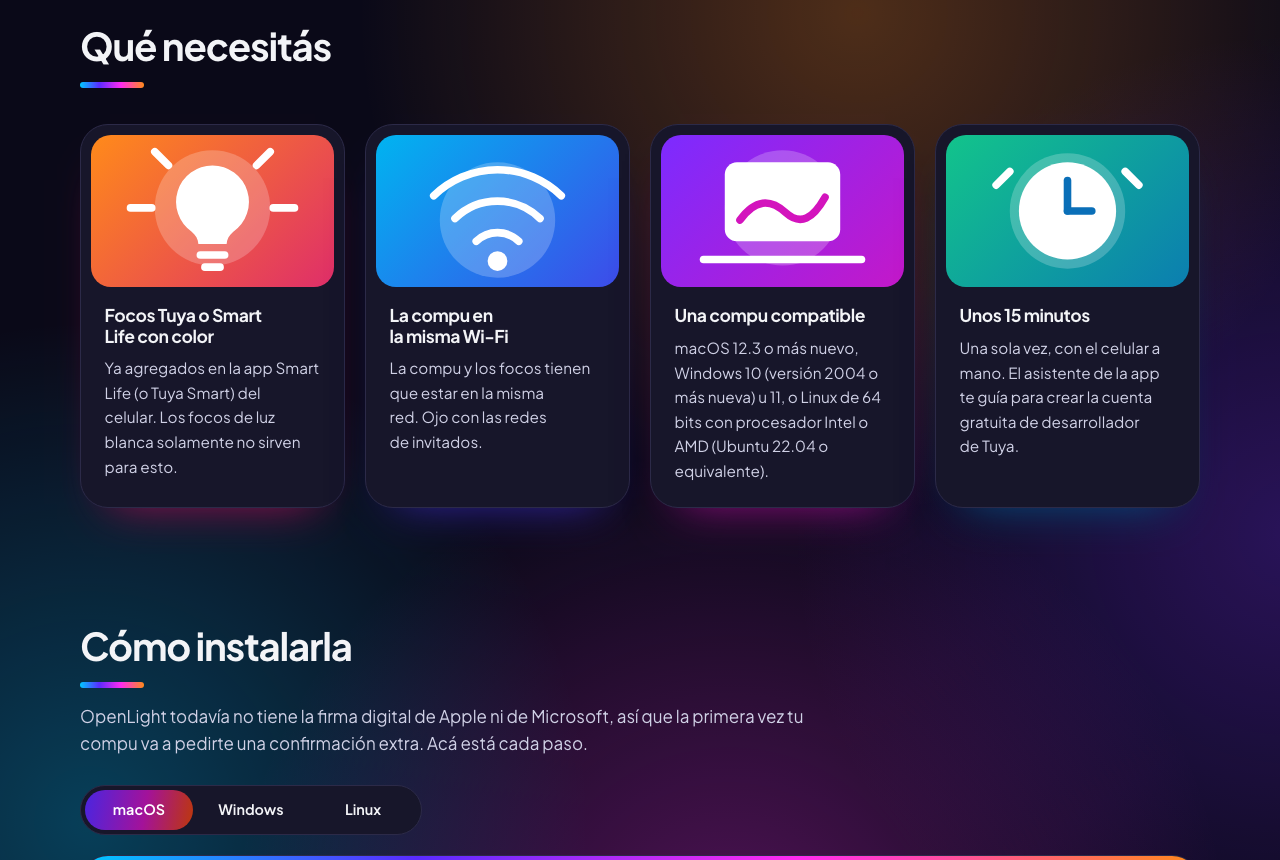 Qué necesitás
Focos Tuya o Smart
Life con color
Ya agregados en la app Smart
Life (o Tuya Smart) del
celular. Los focos de luz
blanca solamente no sirven
para esto.
La compu en
la misma Wi-Fi
La compu y los focos tienen
que estar en la misma
red. Ojo con las redes
de invitados.
Una compu compatible
macOS 12.3 o más nuevo,
Windows 10 (versión 2004 o
más nueva) u 11, o Linux de 64
bits con procesador Intel o
AMD (Ubuntu 22.04 o
equivalente).
Unos 15 minutos
Una sola vez, con el celular a
mano. El asistente de la app
te guía para crear la cuenta
gratuita de desarrollador
de Tuya.
Cómo instalarla
OpenLight todavía no tiene la firma digital de Apple ni de Microsoft, así que la primera vez tu
compu va a pedirte una confirmación extra. Acá está cada paso.
macOS
Windows
Linux